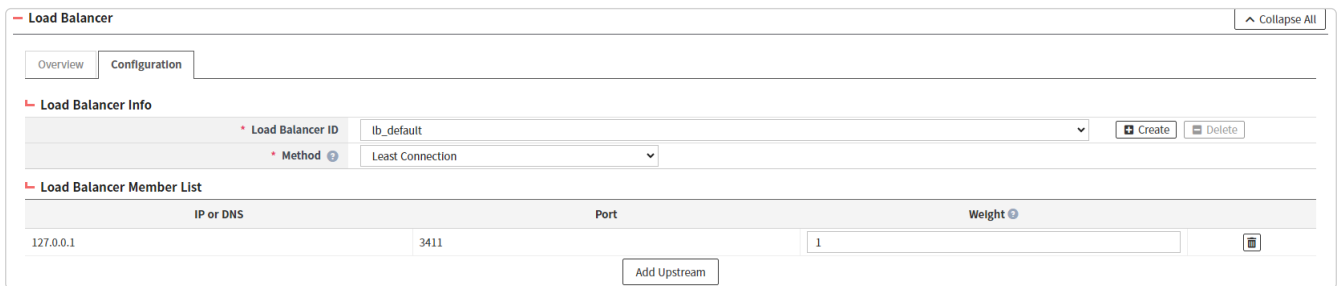 Load Balancer
Collapse All
Overview Configuration
Load Balancer Info
* Load Balancer ID lb_default Create Delete
* Method ? Least Connection
Load Balancer Member List
IP or DNS Port Weight ?
127.0.0.1 3411 1
Add Upstream